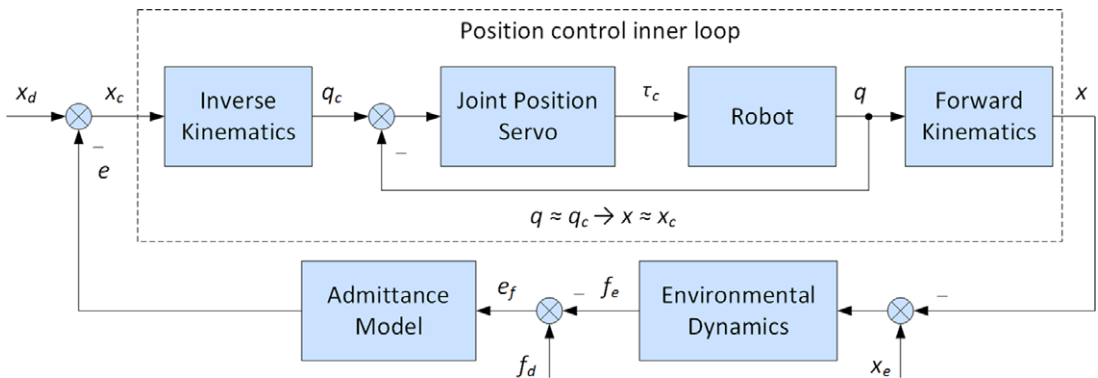 Position control inner loop
x_d
x_c
Inverse
Kinematics
q_c
Joint Position
Servo
τ_c
Robot
q
Forward
Kinematics
x
−
e
−
q ≈ q_c → x ≈ x_c
Admittance
Model
e_f
−
f_e
Environmental
Dynamics
−
f_d
x_e